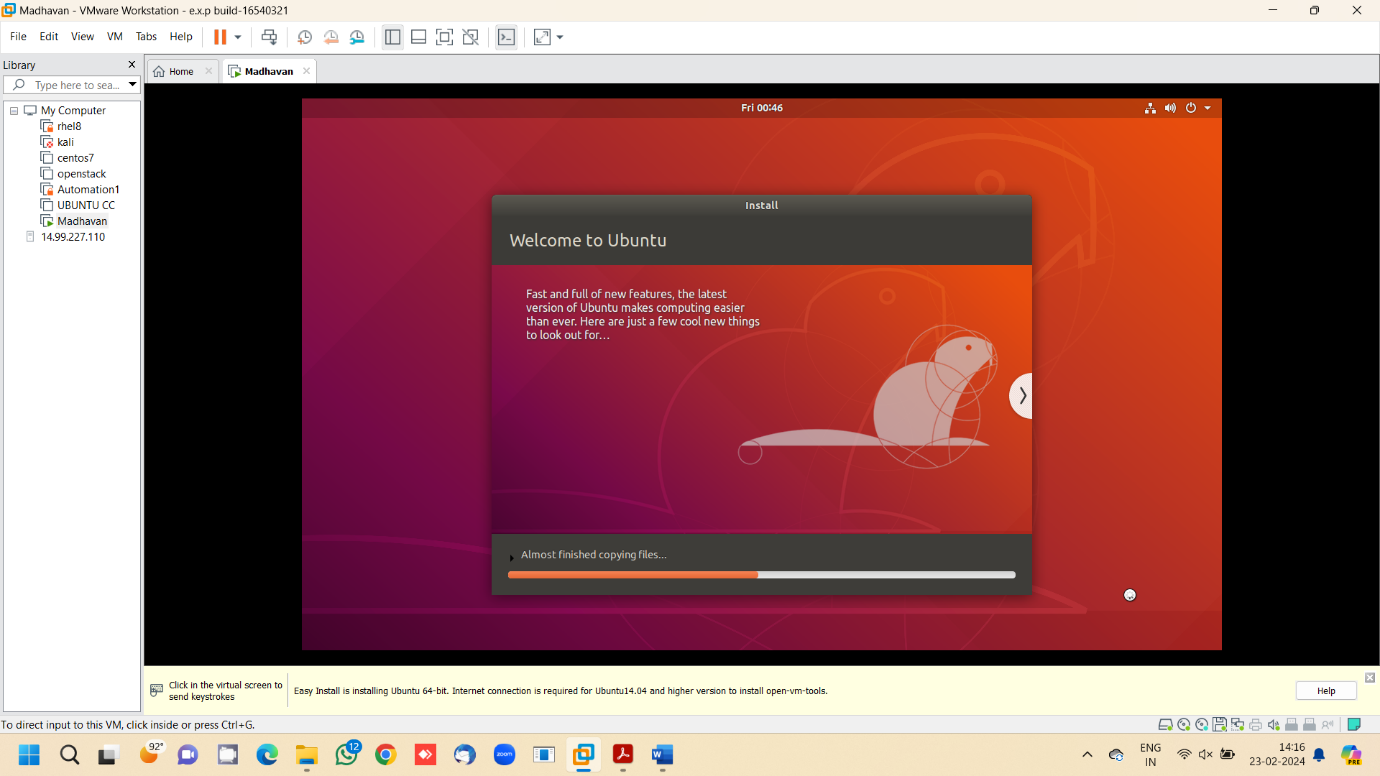 Madhavan - VMware Workstation - e.x.p build-16540321
File Edit View VM Tabs Help
Library
Type here to sea...
My Computer
rhel8
kali
centos7
openstack
Automation1
UBUNTU CC
Madhavan
14.99.227.110
Home
Madhavan
Fri 00:46
Install
Welcome to Ubuntu
Fast and full of new features, the latest
version of Ubuntu makes computing easier
than ever. Here are just a few cool new things
to look out for...
Almost finished copying files...
Click in the virtual screen to
send keystrokes
Easy Install is installing Ubuntu 64-bit. Internet connection is required for Ubuntu14.04 and higher version to install open-vm-tools.
Help
To direct input to this VM, click inside or press Ctrl+G.
92°
12
zoom
W
ENG
IN
14:16
23-02-2024
PRE